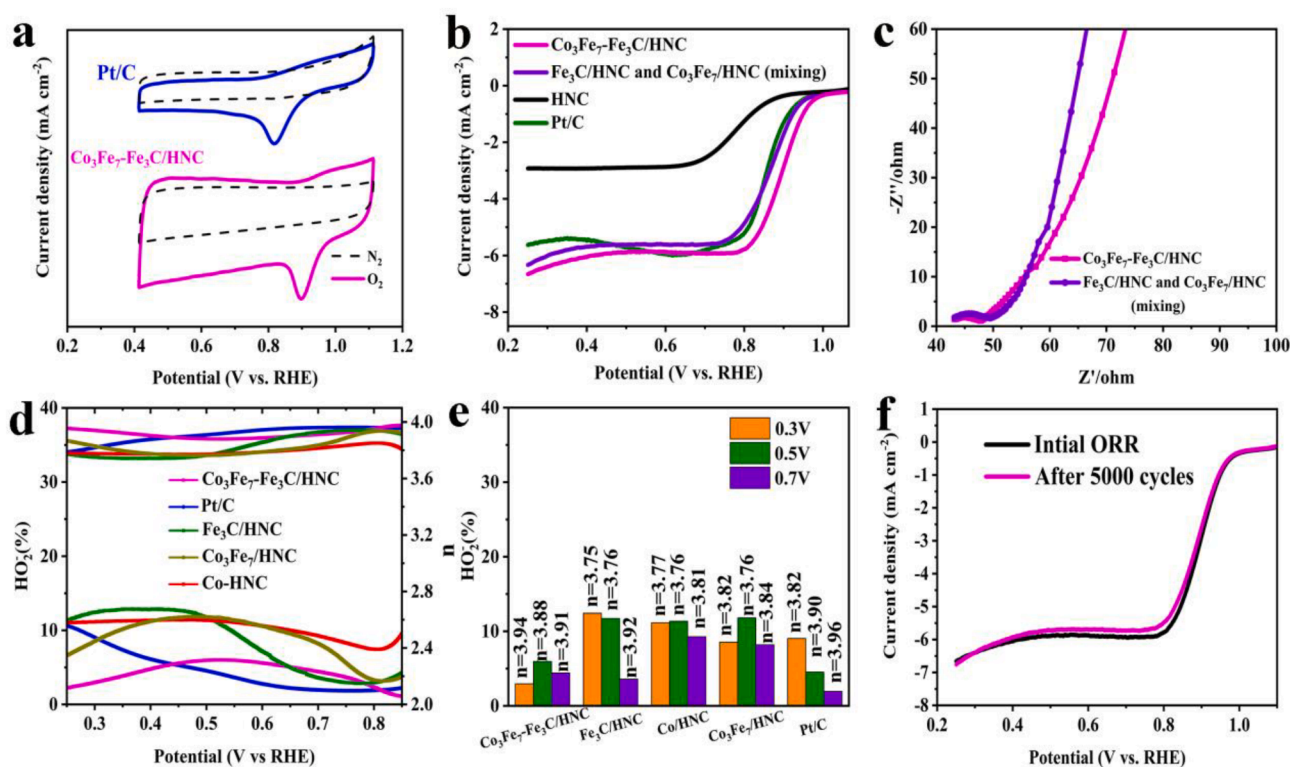 a
Current density (mA cm⁻²)
Pt/C
Co₃Fe₇-Fe₃C/HNC
N₂
O₂
0.2 0.4 0.6 0.8 1.0 1.2
Potential (V vs. RHE)
b
Current density (mA cm⁻²)
2
0
-2
-4
-6
-8
Co₃Fe₇-Fe₃C/HNC
Fe₃C/HNC and Co₃Fe₇/HNC (mixing)
HNC
Pt/C
0.2 0.4 0.6 0.8 1.0
Potential (V vs. RHE)
c
-Z''/ohm
60
50
40
30
20
10
0
Co₃Fe₇-Fe₃C/HNC
Fe₃C/HNC and Co₃Fe₇/HNC
(mixing)
40 50 60 70 80 90 100
Z'/ohm
d
HO₂⁻(%)
40
30
20
10
0
Co₃Fe₇-Fe₃C/HNC
Pt/C
Fe₃C/HNC
Co₃Fe₇/HNC
Co-HNC
4.0
3.6
3.2
2.8
2.4
2.0
n
0.3 0.4 0.5 0.6 0.7 0.8
Potential (V vs RHE)
e
HO₂⁻(%)
40
30
20
10
0
0.3V
0.5V
0.7V
n=3.94
n=3.88
n=3.91
n=3.75
n=3.76
n=3.92
n=3.77
n=3.76
n=3.81
n=3.82
n=3.76
n=3.84
n=3.82
n=3.90
n=3.96
Co₃Fe₇-Fe₃C/HNC
Fe₃C/HNC
Co/HNC
Co₃Fe₇/HNC
Pt/C
f
Current density (mA cm⁻²)
1
0
-1
-2
-3
-4
-5
-6
-7
-8
Intial ORR
After 5000 cycles
0.2 0.4 0.6 0.8 1.0
Potential (V vs. RHE)